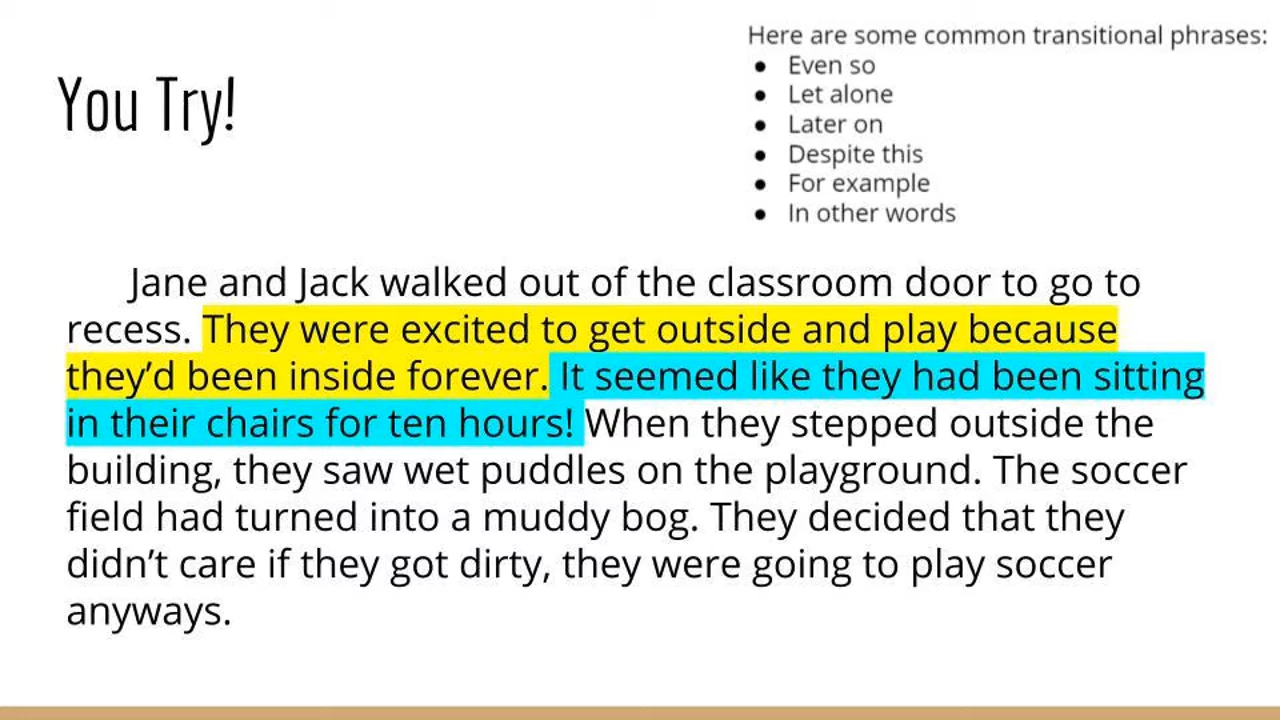 You Try!
Here are some common transitional phrases:
● Even so
● Let alone
● Later on
● Despite this
● For example
● In other words
Jane and Jack walked out of the classroom door to go to
recess. They were excited to get outside and play because
they’d been inside forever. It seemed like they had been sitting
in their chairs for ten hours! When they stepped outside the
building, they saw wet puddles on the playground. The soccer
field had turned into a muddy bog. They decided that they
didn’t care if they got dirty, they were going to play soccer
anyways.